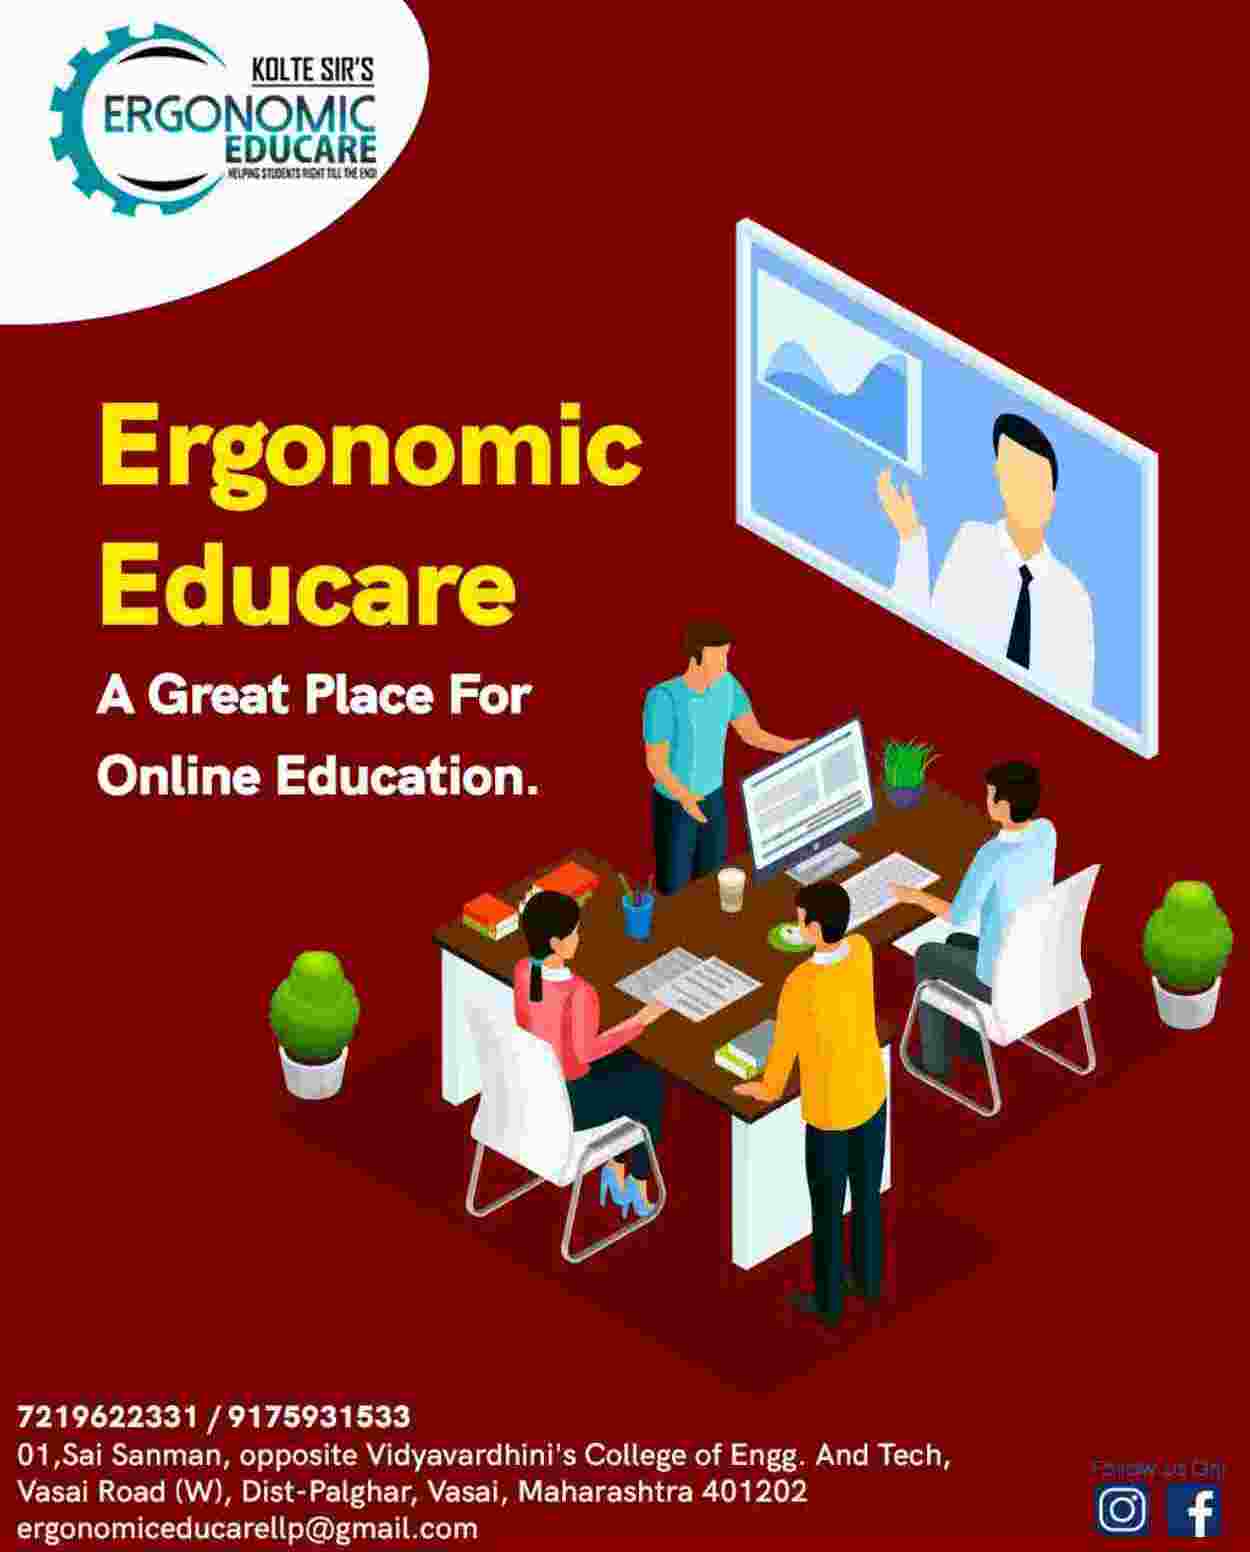 KOLTE SIR'S
ERGONOMIC
EDUCARE
HELPING STUDENTS RIGHT TILL THE END!
Ergonomic
Educare
A Great Place For
Online Education.
7219622331 / 9175931533
01,Sai Sanman, opposite Vidyavardhini's College of Engg. And Tech,
Vasai Road (W), Dist-Palghar, Vasai, Maharashtra 401202
ergonomiceducarellp@gmail.com
Follow Us On!